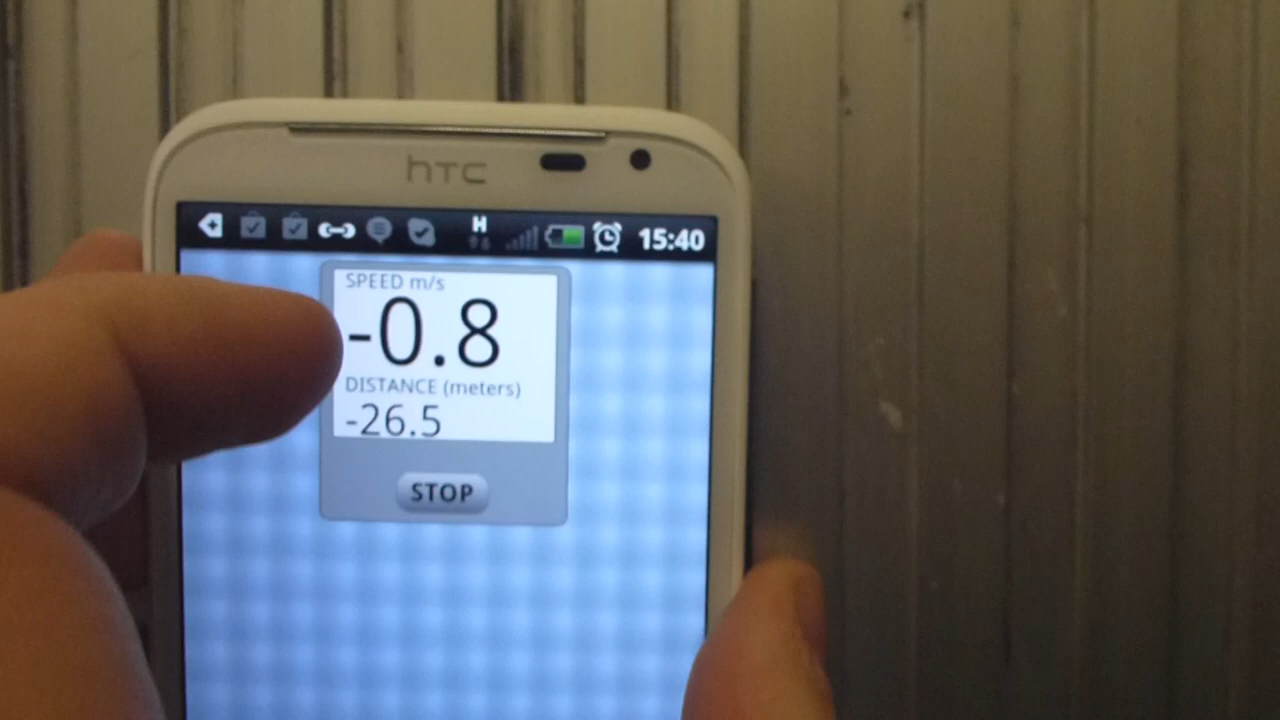 hTC
H
15:40
SPEED m/s
-0.8
DISTANCE (meters)
-26.5
STOP